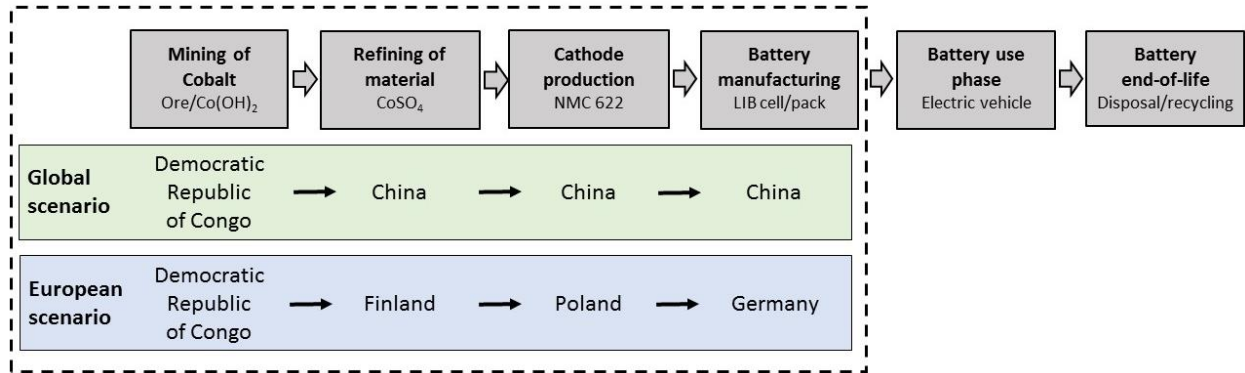 Mining of
Cobalt
Ore/Co(OH)₂
Refining of
material
CoSO₄
Cathode
production
NMC 622
Battery
manufacturing
LIB cell/pack
Battery use
phase
Electric vehicle
Battery
end-of-life
Disposal/recycling
Global
scenario
Democratic
Republic
of Congo
China
China
China
European
scenario
Democratic
Republic
of Congo
Finland
Poland
Germany